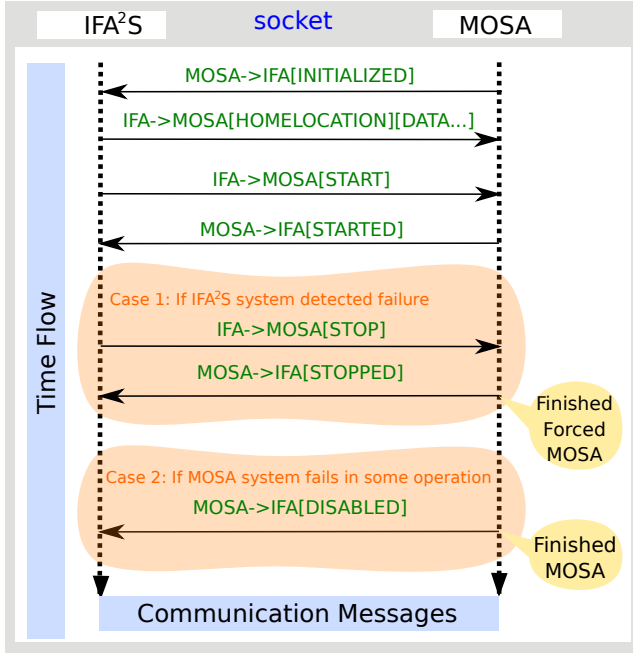 IFA²S
socket
MOSA
MOSA->IFA[INITIALIZED]
IFA->MOSA[HOMELOCATION][DATA...]
IFA->MOSA[START]
MOSA->IFA[STARTED]
Case 1: If IFA²S system detected failure
IFA->MOSA[STOP]
MOSA->IFA[STOPPED]
Finished
Forced
MOSA
Case 2: If MOSA system fails in some operation
MOSA->IFA[DISABLED]
Finished
MOSA
Time Flow
Communication Messages